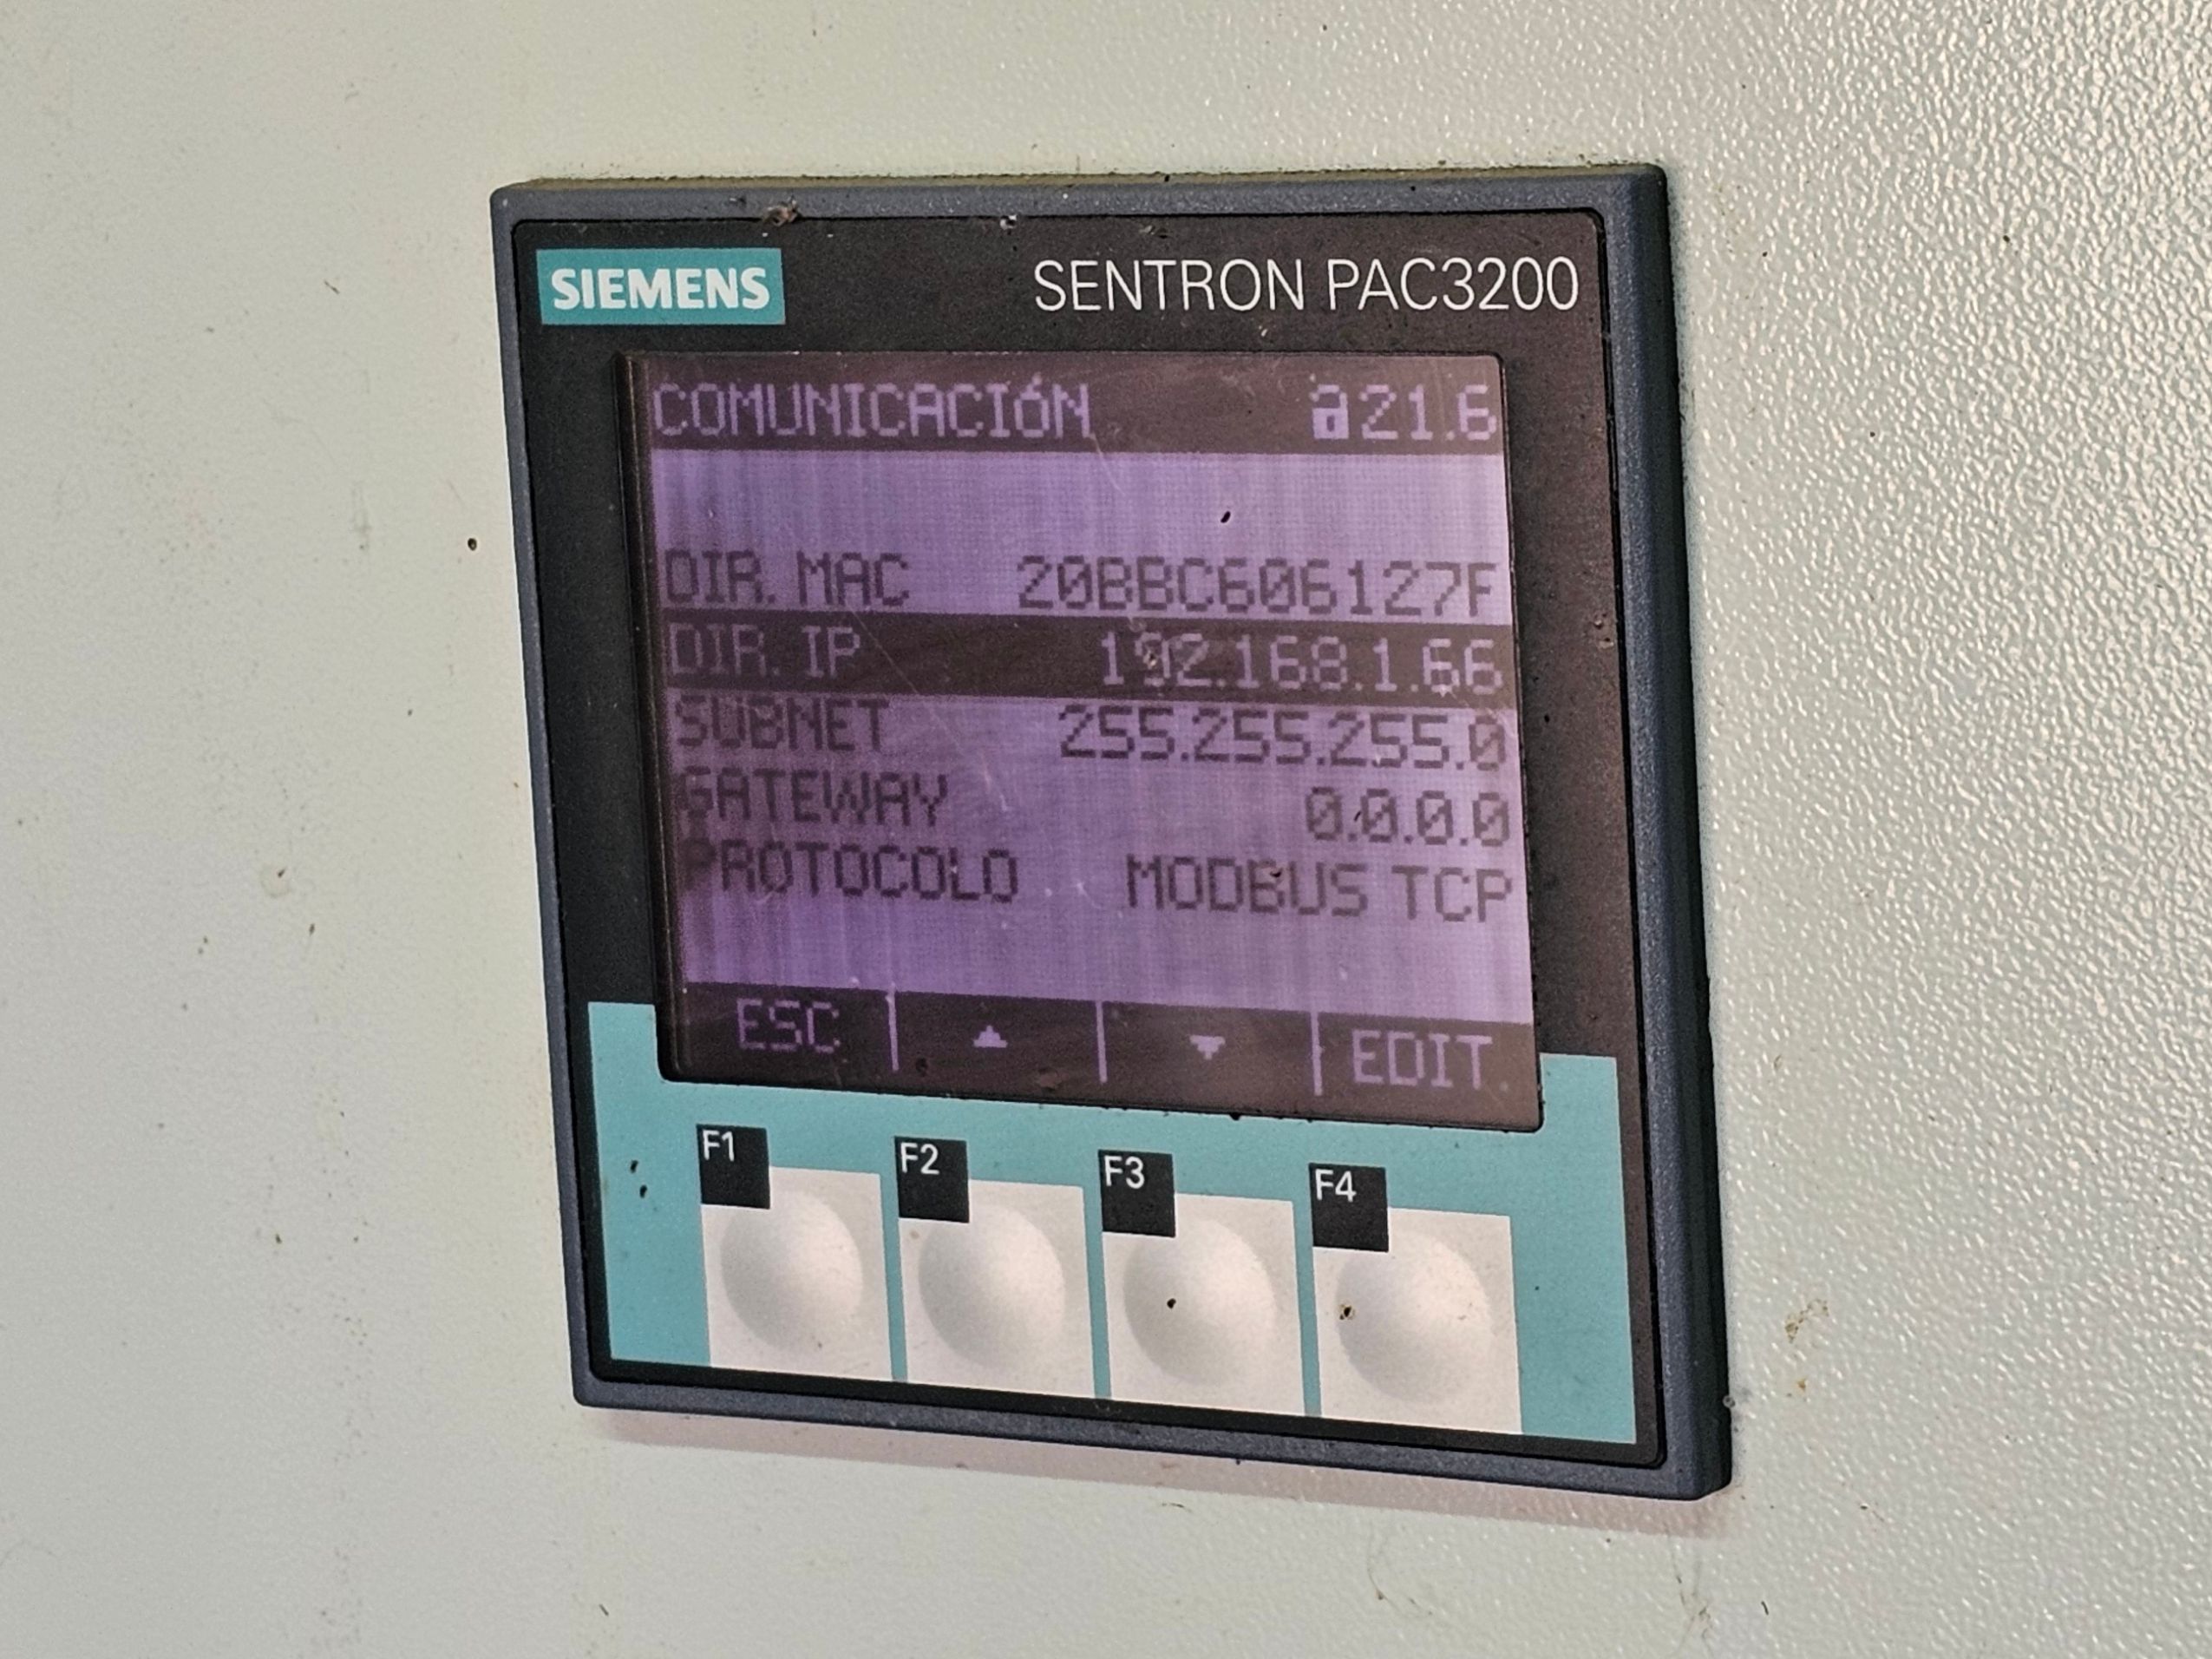 SIEMENS SENTRON PAC3200
COMUNICACIÓN 21.6
DIR. MAC 20BBC606127F
DIR. IP 192.168.1.66
SUBNET 255.255.255.0
GATEWAY 0.0.0.0
PROTOCOLO MODBUS TCP
ESC ▲ ▼ EDIT.
F1 F2 F3 F4